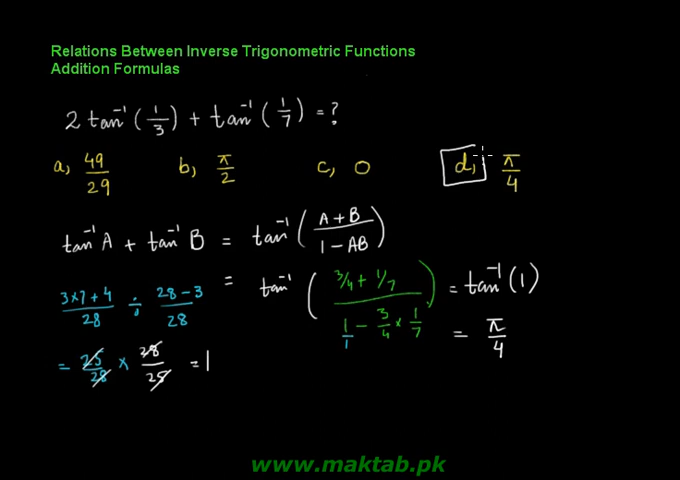 Relations Between Inverse Trigonometric Functions
Addition Formulas
2 tan⁻¹(1/3) + tan⁻¹(1/7) = ?
a, 49/29 b, π/2 c, 0 d, π/4
tan⁻¹ A + tan⁻¹ B = tan⁻¹((A + B)/(1 - AB))
= tan⁻¹((3/4 + 1/7)/(1/1 - 3/4 × 1/7)) = tan⁻¹(1)
(3×7+4)/28 ÷ (28-3)/28
= π/4
= 25/28 × 28/25 = 1
www.maktab.pk